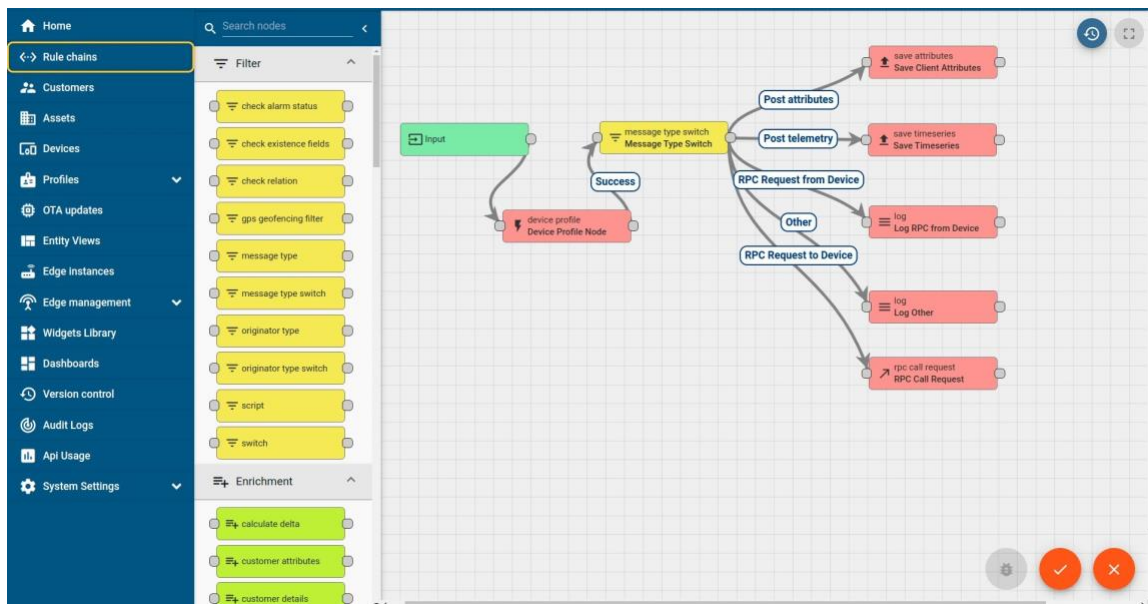 Home
Rule chains
Customers
Assets
Devices
Profiles
OTA updates
Entity Views
Edge instances
Edge management
Widgets Library
Dashboards
Version control
Audit Logs
Api Usage
System Settings
Search nodes
Filter
check alarm status
check existence fields
check relation
gps geofencing filter
message type
message type switch
originator type
originator type switch
script
switch
Enrichment
calculate delta
customer attributes
customer details
Input
device profile
Device Profile Node
Success
message type switch
Message Type Switch
Post attributes
Post telemetry
RPC Request from Device
Other
RPC Request to Device
save attributes
Save Client Attributes
save timeseries
Save Timeseries
log
Log RPC from Device
log
Log Other
rpc call request
RPC Call Request